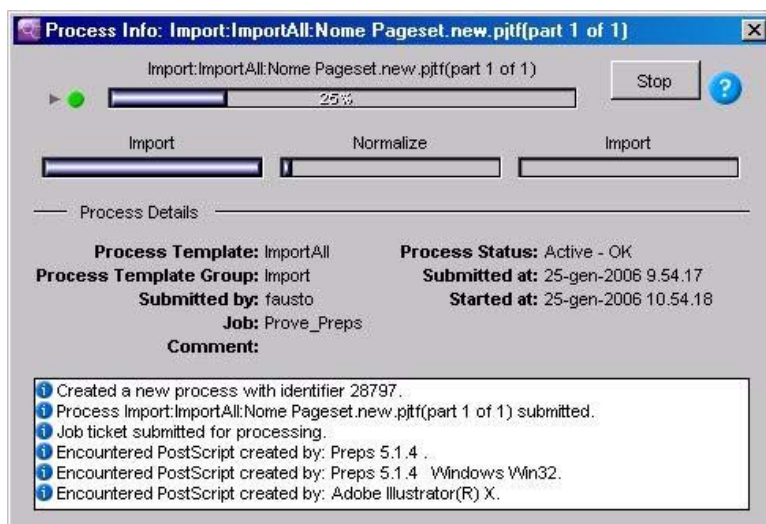 Process Info: Import:ImportAll:Nome Pageset.new.pjtf(part 1 of 1)
Import:ImportAll:Nome Pageset.new.pjtf(part 1 of 1)
Stop
?
25%
Import Normalize Import
Process Details
Process Template: ImportAll Process Status: Active - OK
Process Template Group: Import Submitted at: 25-gen-2006 9.54.17
Submitted by: fausto Started at: 25-gen-2006 10.54.18
Job: Prove_Preps
Comment:
Created a new process with identifier 28797.
Process Import:ImportAll:Nome Pageset.new.pjtf(part 1 of 1) submitted.
Job ticket submitted for processing.
Encountered PostScript created by: Preps 5.1.4 .
Encountered PostScript created by: Preps 5.1.4 Windows Win32.
Encountered PostScript created by: Adobe Illustrator(R) X.